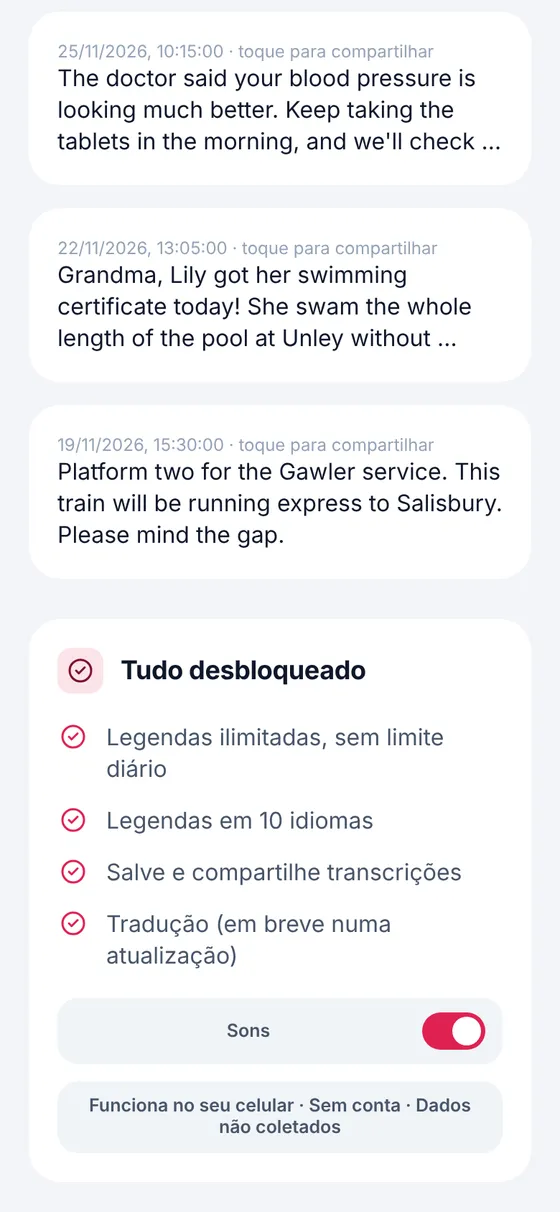 25/11/2026, 10:15:00 · toque para compartilhar
The doctor said your blood pressure is
looking much better. Keep taking the
tablets in the morning, and we'll check ...
22/11/2026, 13:05:00 · toque para compartilhar
Grandma, Lily got her swimming
certificate today! She swam the whole
length of the pool at Unley without ...
19/11/2026, 15:30:00 · toque para compartilhar
Platform two for the Gawler service. This
train will be running express to Salisbury.
Please mind the gap.
Tudo desbloqueado
Legendas ilimitadas, sem limite
diário
Legendas em 10 idiomas
Salve e compartilhe transcrições
Tradução (em breve numa
atualização)
Sons
Funciona no seu celular · Sem conta · Dados
não coletados